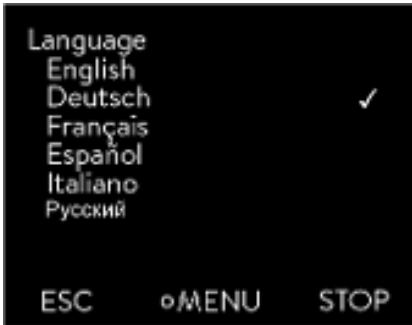 Language
English
Deutsch ✓
Français
Español
Italiano
Русский
ESC °MENU STOP